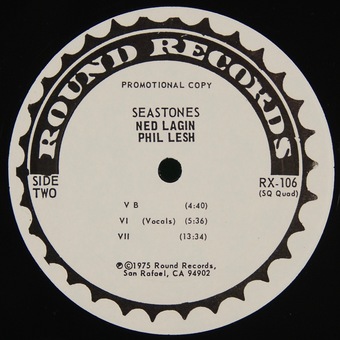 ROUND RECORDS
PROMOTIONAL COPY
SEASTONES
NED LAGIN
PHIL LESH
SIDE
TWO
RX-106
(SQ Quad)
V B (4:40)
VI (Vocals) (5:36)
VII (13:34)
℗©1975 Round Records,
San Rafael, CA 94902